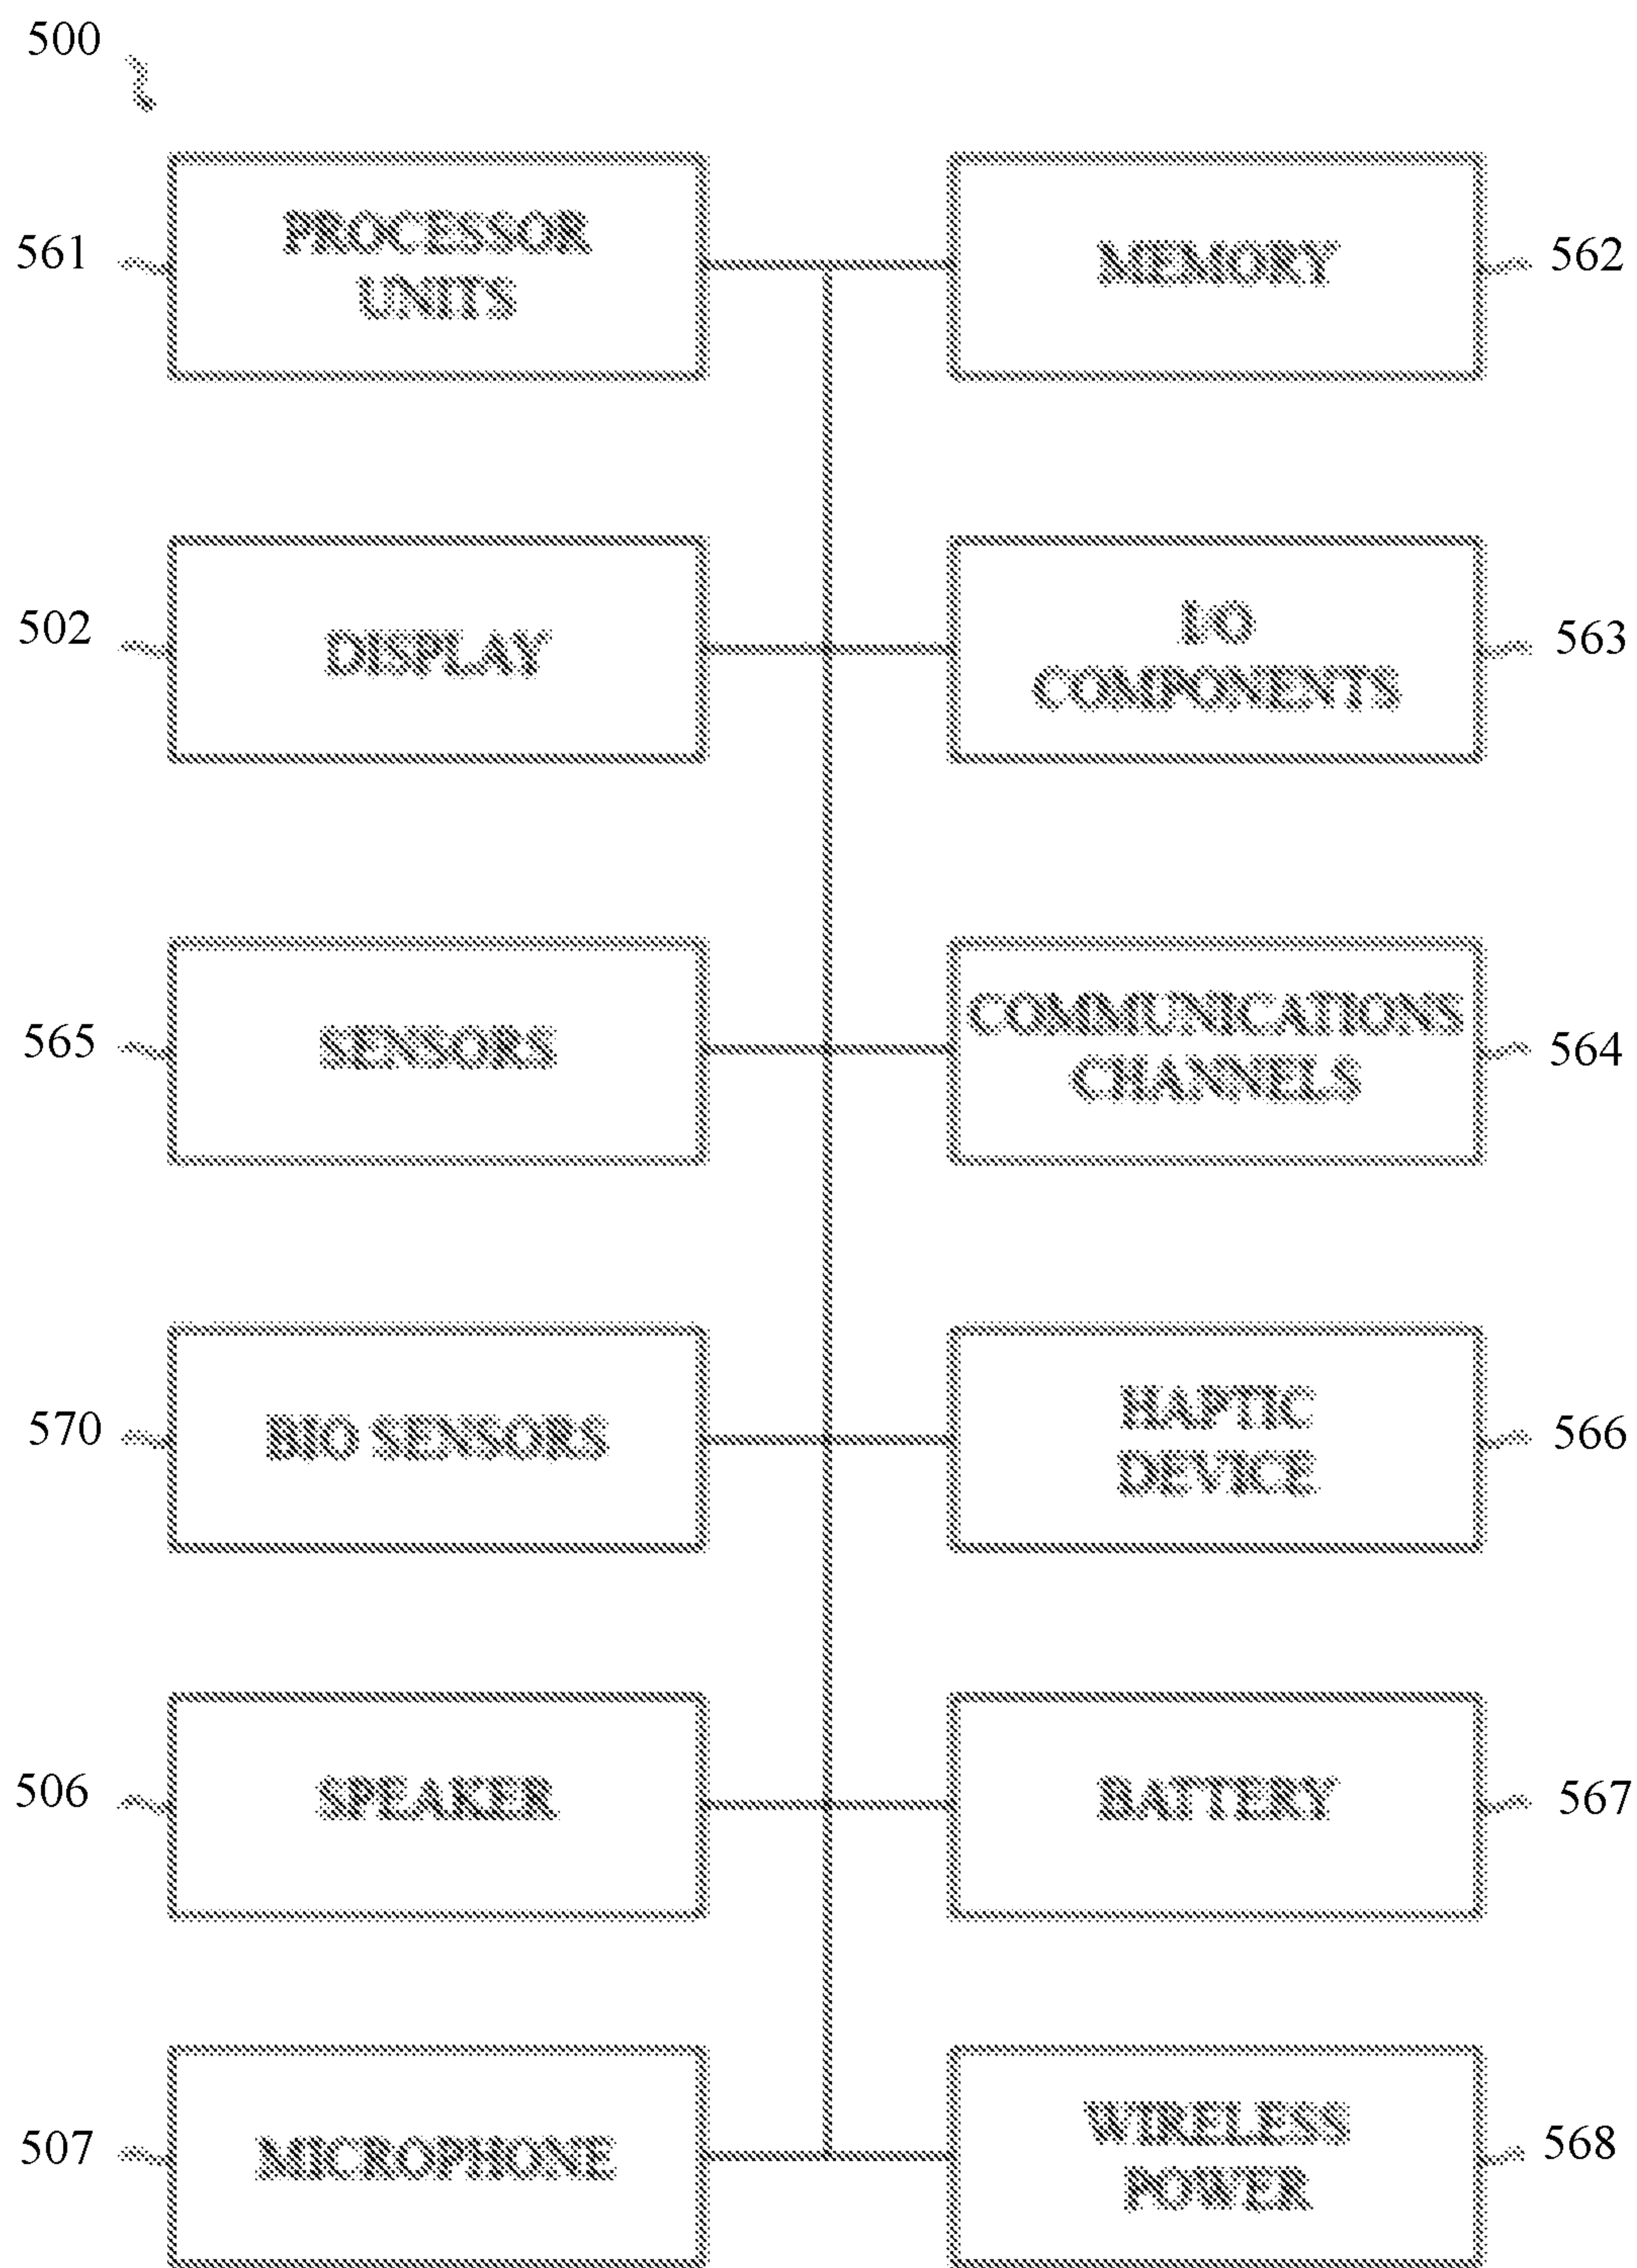 500
561
PROCESSOR
UNITS
MEMORY
562
502
DISPLAY
I/O
COMPONENTS
563
565
SENSORS
COMMUNICATIONS
CHANNELS
564
570
BIO SENSORS
HAPTIC
DEVICE
566
506
SPEAKER
BATTERY
567
507
MICROPHONE
WIRELESS
POWER
568